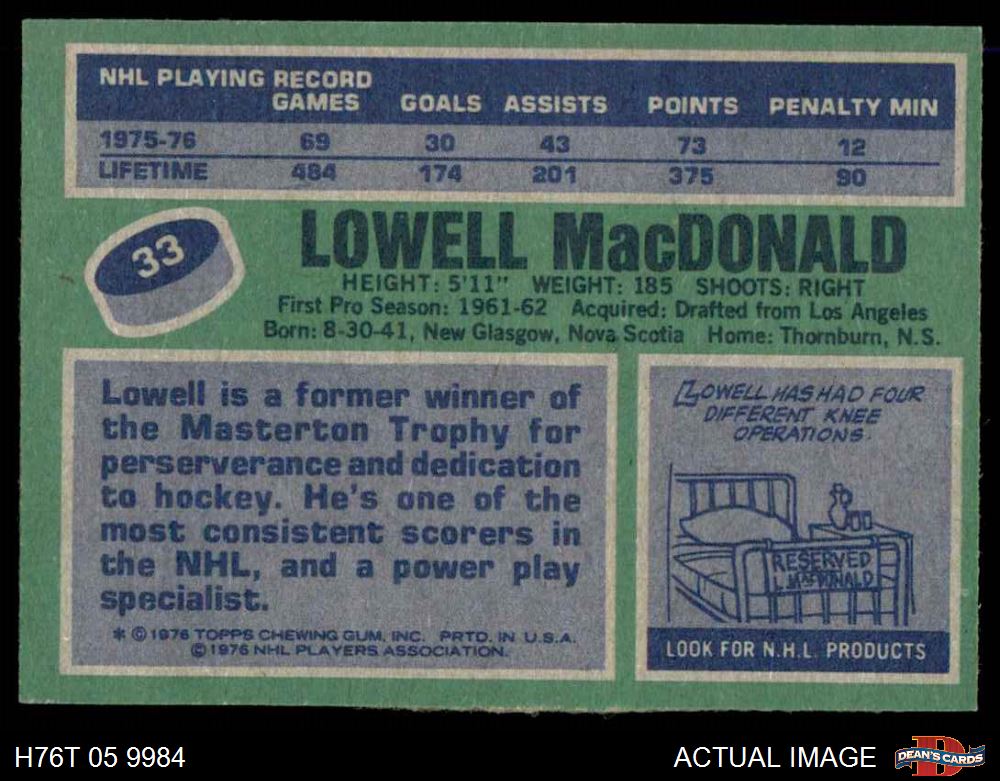 NHL PLAYING RECORD
GAMES GOALS ASSISTS POINTS PENALTY MIN
1975-76 69 30 43 73 12
LIFETIME 484 174 201 375 90
33
LOWELL MacDONALD
HEIGHT: 5'11" WEIGHT: 185 SHOOTS: RIGHT
First Pro Season: 1961-62 Acquired: Drafted from Los Angeles
Born: 8-30-41, New Glasgow, Nova Scotia Home: Thornburn, N.S.
Lowell is a former winner of
the Masterton Trophy for
perserverance and dedication
to hockey. He's one of the
most consistent scorers in
the NHL, and a power play
specialist.
* © 1976 TOPPS CHEWING GUM, INC. PRTD. IN U.S.A.
© 1976 NHL PLAYERS ASSOCIATION.
LOWELL HAS HAD FOUR
DIFFERENT KNEE
OPERATIONS.
RESERVED
L. MacDONALD
LOOK FOR N.H.L. PRODUCTS
H76T 05 9984
ACTUAL IMAGE
D
DEAN'S CARDS